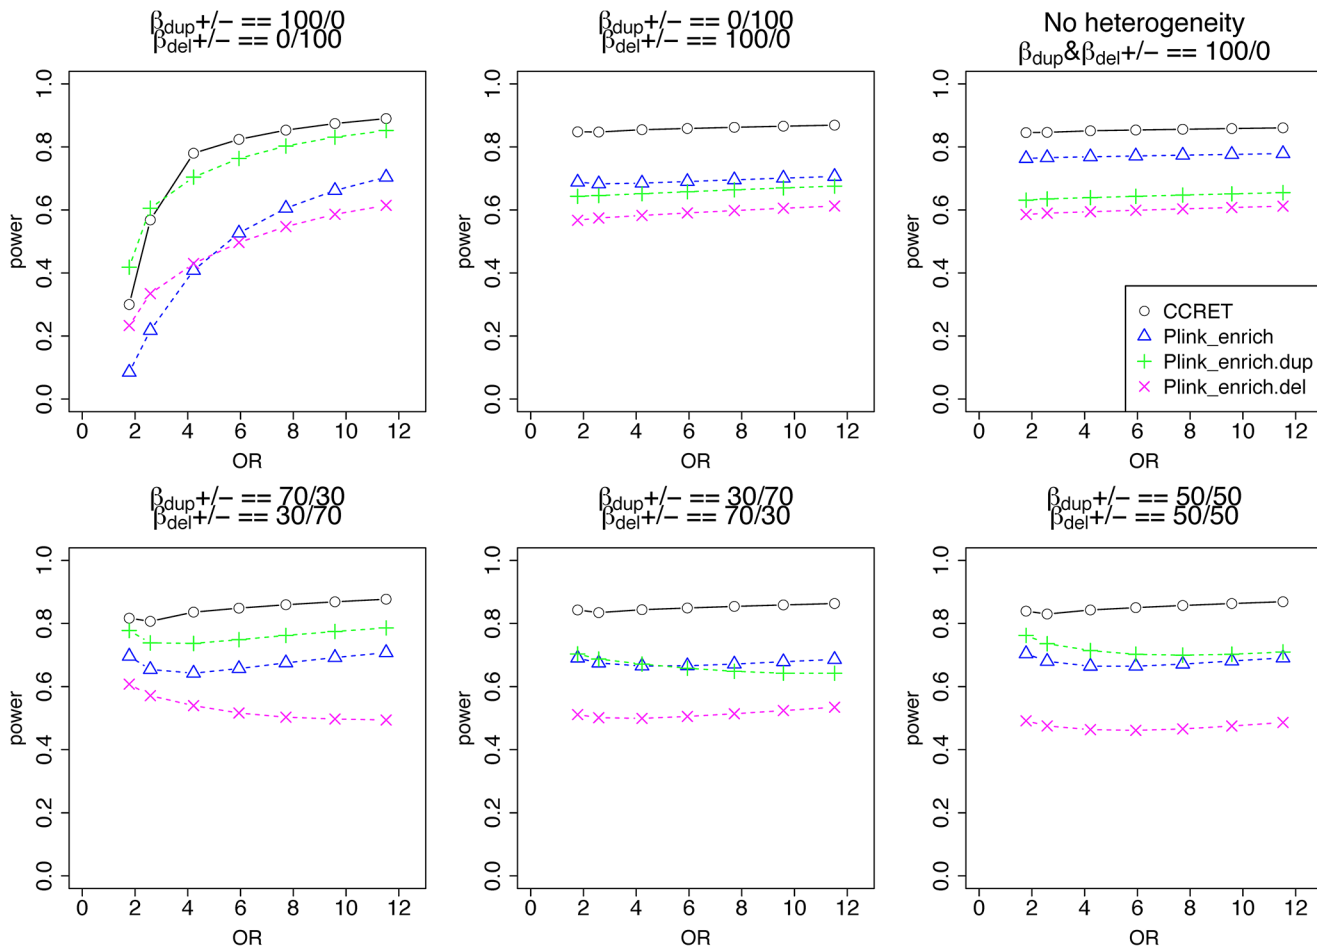 βdup+/− == 100/0
βdel+/− == 0/100
power
1.0
0.8
0.6
0.4
0.2
0.0
0 2 4 6 8 10 12
OR
βdup+/− == 0/100
βdel+/− == 100/0
power
1.0
0.8
0.6
0.4
0.2
0.0
0 2 4 6 8 10 12
OR
No heterogeneity
βdup&βdel+/− == 100/0
power
1.0
0.8
0.6
0.4
0.2
0.0
CCRET
Plink_enrich
Plink_enrich.dup
Plink_enrich.del
0 2 4 6 8 10 12
OR
βdup+/− == 70/30
βdel+/− == 30/70
power
1.0
0.8
0.6
0.4
0.2
0.0
0 2 4 6 8 10 12
OR
βdup+/− == 30/70
βdel+/− == 70/30
power
1.0
0.8
0.6
0.4
0.2
0.0
0 2 4 6 8 10 12
OR
βdup+/− == 50/50
βdel+/− == 50/50
power
1.0
0.8
0.6
0.4
0.2
0.0
0 2 4 6 8 10 12
OR